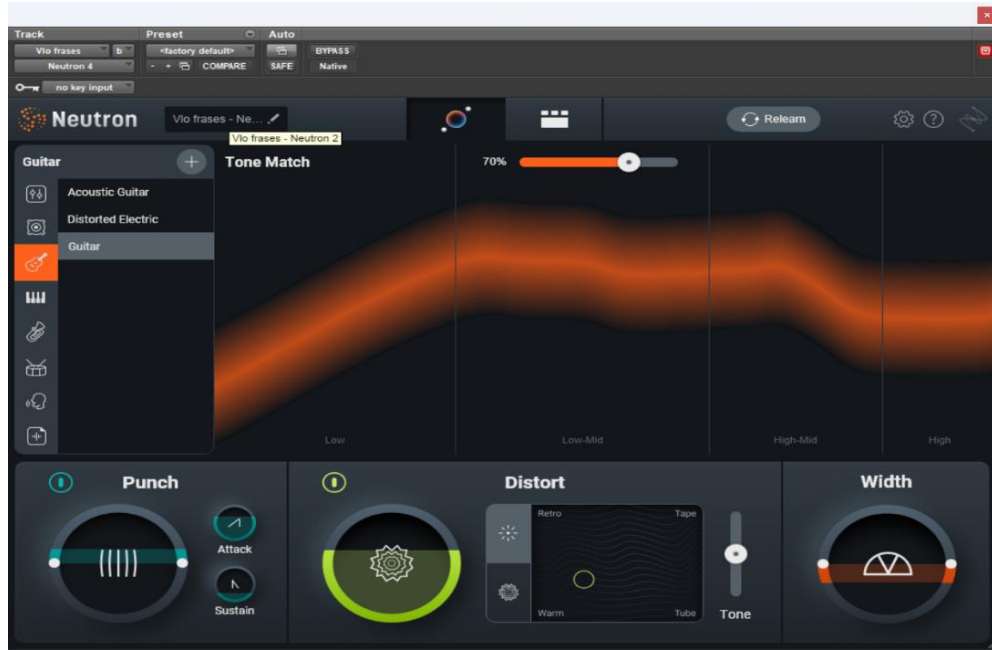 Track Preset Auto
Vlo frases b <factory default> BYPASS
Neutron 4 - + COMPARE SAFE Native
no key input
Neutron Vlo frases - Ne... Relearn
Vlo frases - Neutron 2
Guitar Tone Match 70%
Acoustic Guitar
Distorted Electric
Guitar
Low Low-Mid High-Mid High
Punch Distort Width
Retro Tape
Attack
Sustain
Warm Tube Tone